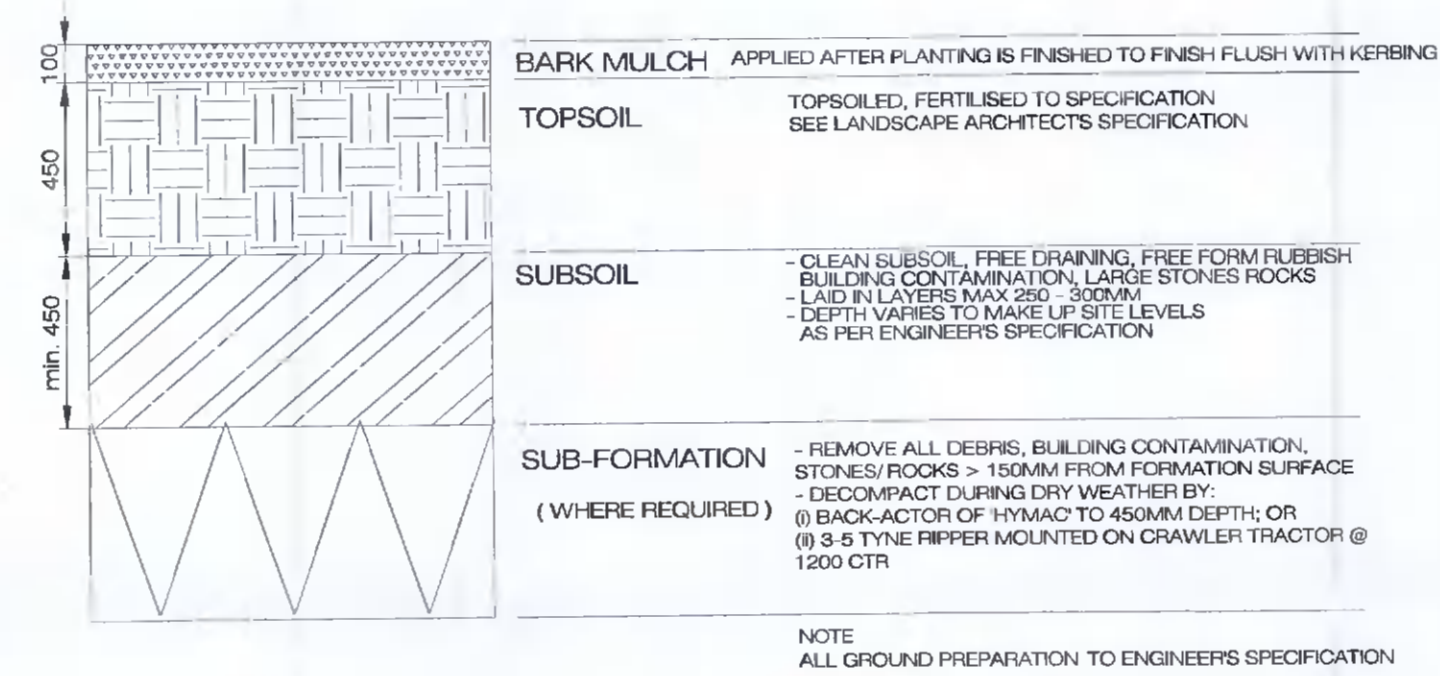 100
BARK MULCH APPLIED AFTER PLANTING IS FINISHED TO FINISH FLUSH WITH KERBING
450
TOPSOIL
TOPSOILED, FERTILISED TO SPECIFICATION
SEE LANDSCAPE ARCHITECT'S SPECIFICATION
min. 450
SUBSOIL
- CLEAN SUBSOIL, FREE DRAINING, FREE FORM RUBBISH
BUILDING CONTAMINATION, LARGE STONES ROCKS
- LAID IN LAYERS MAX 250 - 300MM
- DEPTH VARIES TO MAKE UP SITE LEVELS
AS PER ENGINEER'S SPECIFICATION
SUB-FORMATION
( WHERE REQUIRED )
- REMOVE ALL DEBRIS, BUILDING CONTAMINATION,
STONES/ ROCKS > 150MM FROM FORMATION SURFACE
- DECOMPACT DURING DRY WEATHER BY:
(i) BACK-ACTOR OF 'HYMAC' TO 450MM DEPTH; OR
(ii) 3-5 TYNE RIPPER MOUNTED ON CRAWLER TRACTOR @
1200 CTR
NOTE
ALL GROUND PREPARATION TO ENGINEER'S SPECIFICATION